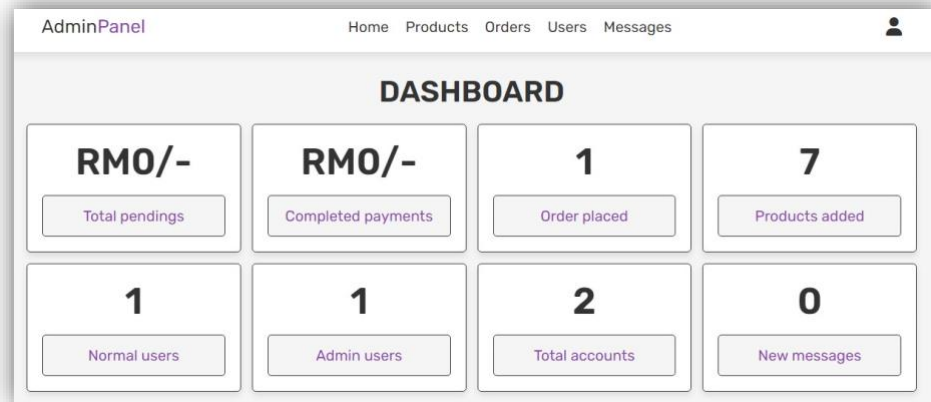 AdminPanel Home Products Orders Users Messages
DASHBOARD
RM0/- RM0/- 1 7
Total pendings Completed payments Order placed Products added
1 1 2 0
Normal users Admin users Total accounts New messages